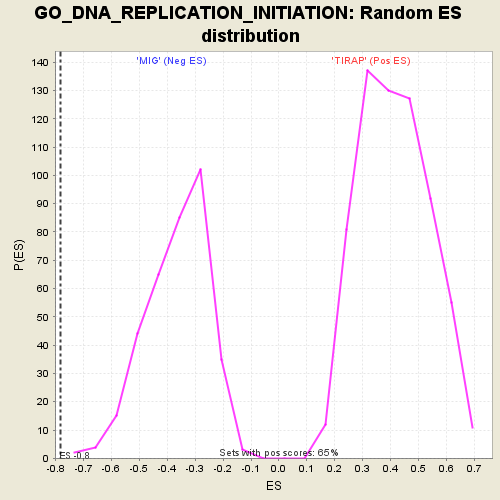 GO_DNA_REPLICATION_INITIATION: Random ES
distribution
'MIG' (Neg ES)
'TIRAP' (Pos ES)
140
130
120
110
100
90
80
70
60
50
40
30
20
10
0
P(ES)
ES -0.8
Sets with pos scores: 65%
-0.8 -0.7 -0.6 -0.5 -0.4 -0.3 -0.2 -0.1 0.0 0.1 0.2 0.3 0.4 0.5 0.6 0.7
ES